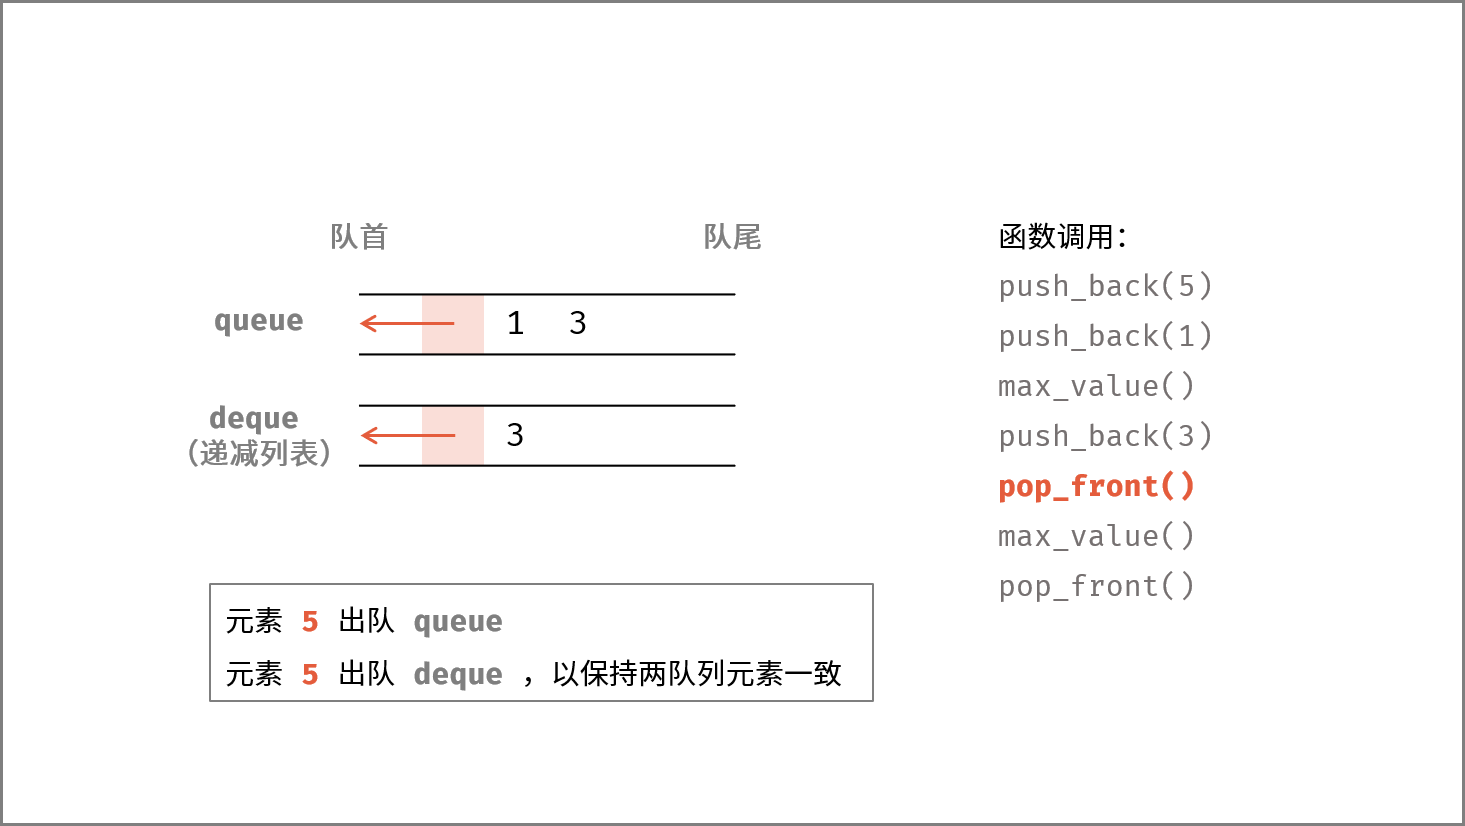 队首 队尾
queue 1 3
deque 3
（递减列表）
元素 5 出队 queue
元素 5 出队 deque ，以保持两队列元素一致
函数调用：
push_back(5)
push_back(1)
max_value()
push_back(3)
pop_front()
max_value()
pop_front()